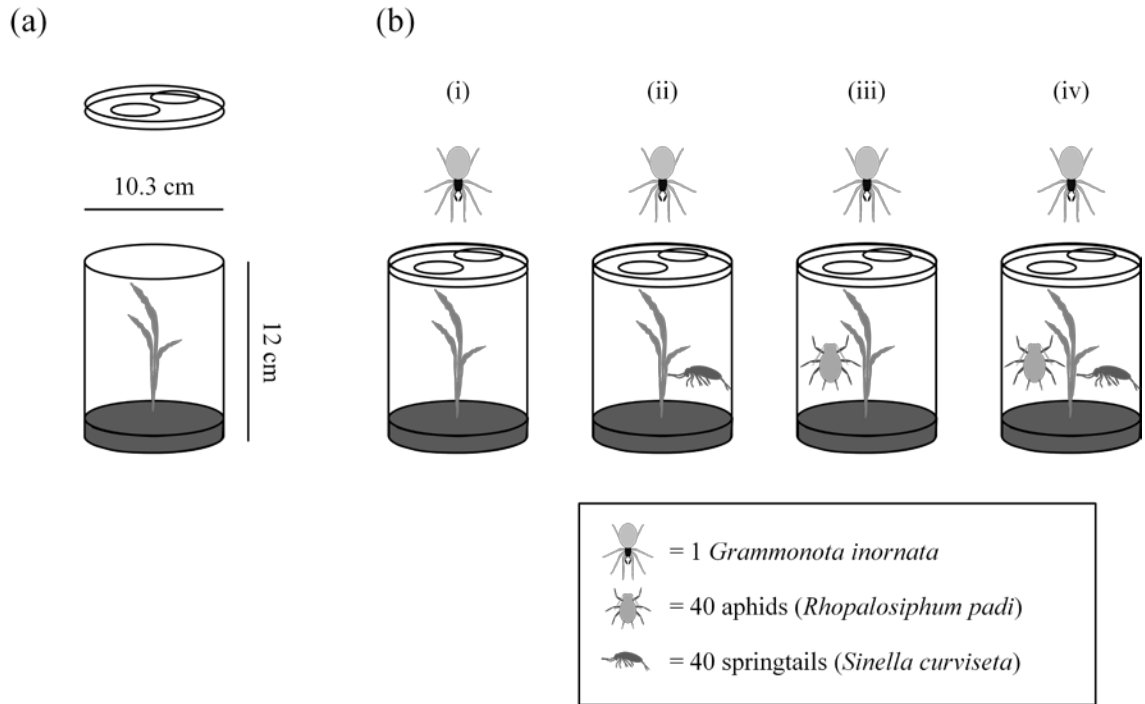 (a)
(b)
(i)
(ii)
(iii)
(iv)
10.3 cm
12 cm
= 1 Grammonota inornata
= 40 aphids (Rhopalosiphum padi)
= 40 springtails (Sinella curviseta)